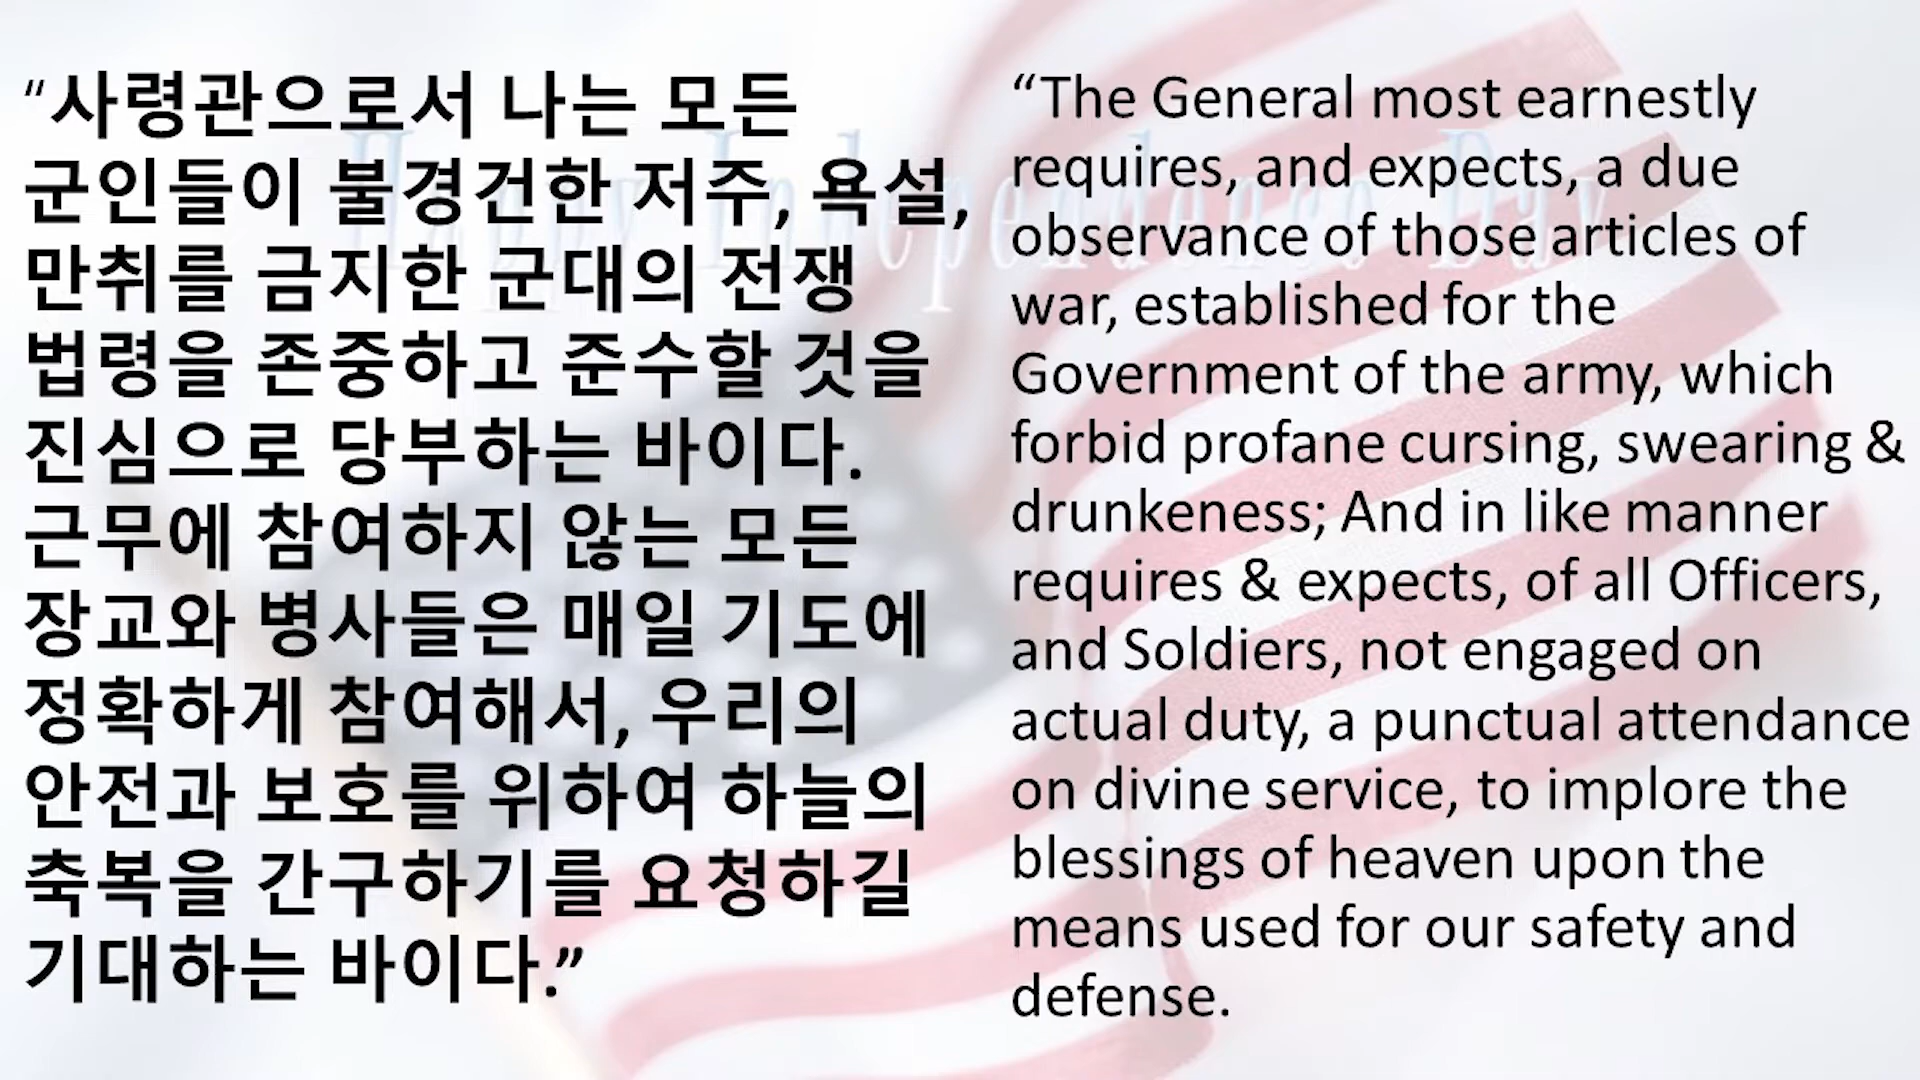 “사령관으로서 나는 모든
군인들이 불경건한 저주, 욕설,
만취를 금지한 군대의 전쟁
법령을 존중하고 준수할 것을
진심으로 당부하는 바이다.
근무에 참여하지 않는 모든
장교와 병사들은 매일 기도에
정확하게 참여해서, 우리의
안전과 보호를 위하여 하늘의
축복을 간구하기를 요청하길
기대하는 바이다.”
“The General most earnestly
requires, and expects, a due
observance of those articles of
war, established for the
Government of the army, which
forbid profane cursing, swearing &
drunkeness; And in like manner
requires & expects, of all Officers,
and Soldiers, not engaged on
actual duty, a punctual attendance
on divine service, to implore the
blessings of heaven upon the
means used for our safety and
defense.
Happy Independence Day